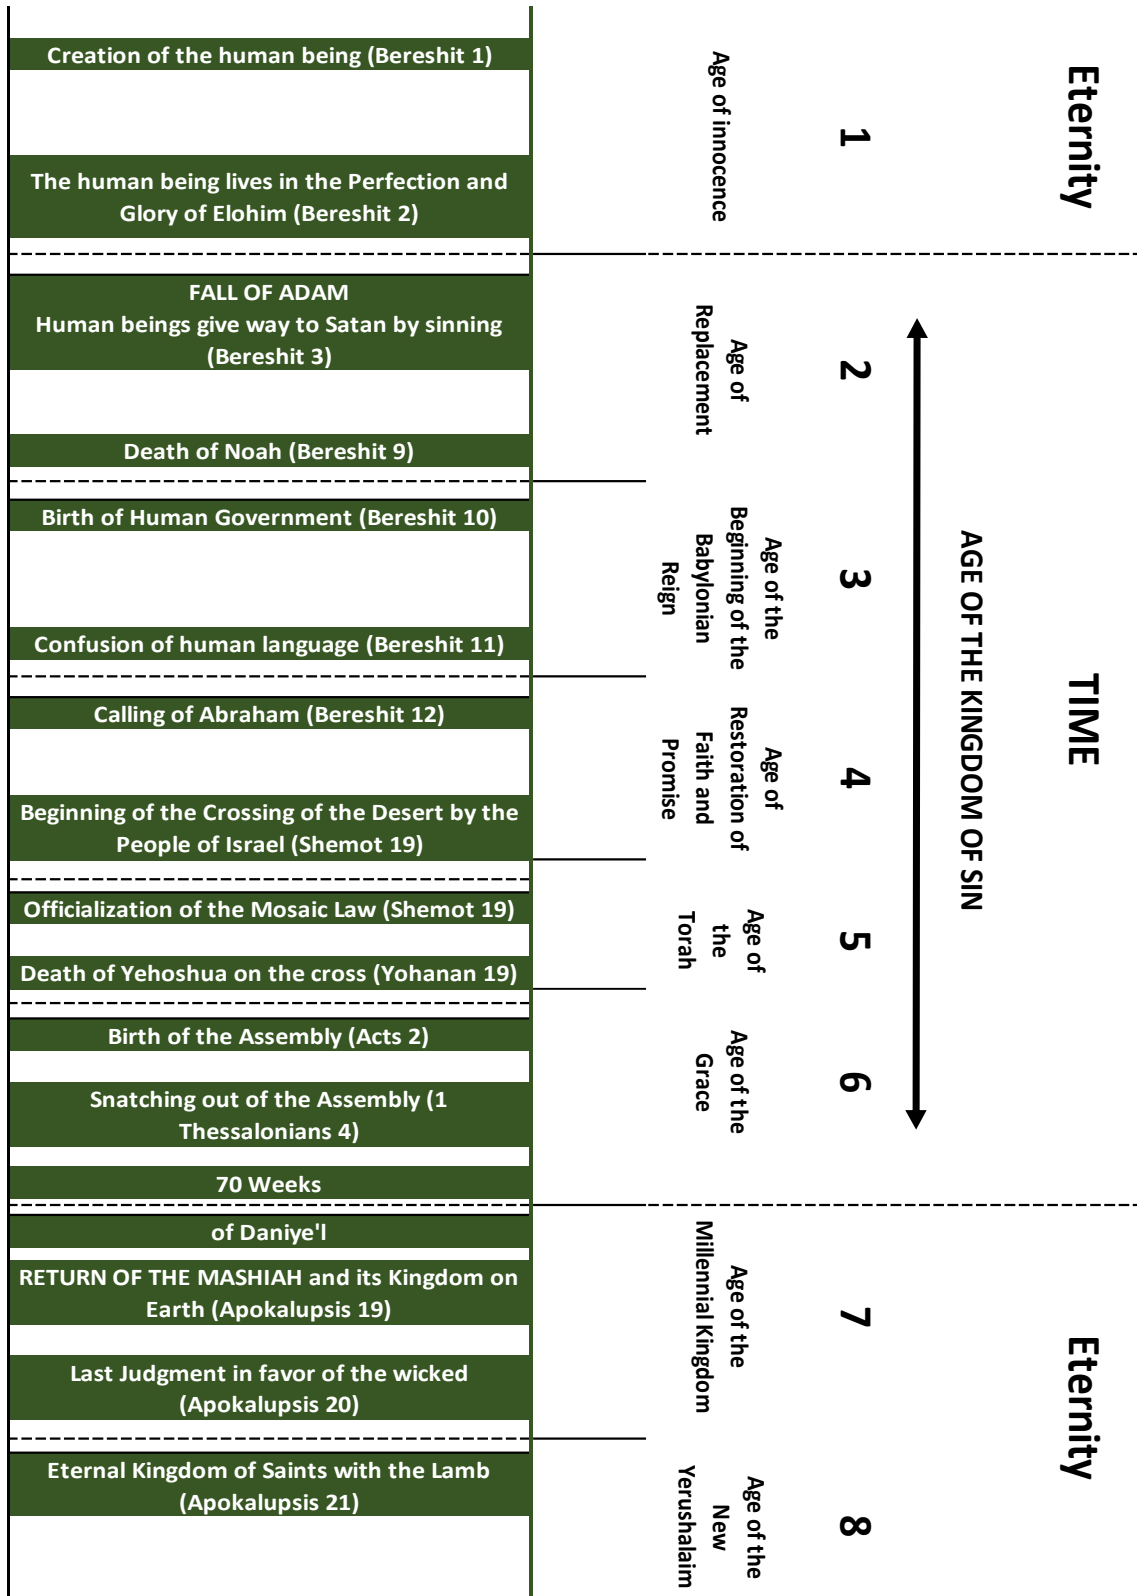 Creation of the human being (Bereshit 1)
The human being lives in the Perfection and
Glory of Elohim (Bereshit 2)
FALL OF ADAM
Human beings give way to Satan by sinning
(Bereshit 3)
Death of Noah (Bereshit 9)
Birth of Human Government (Bereshit 10)
Confusion of human language (Bereshit 11)
Calling of Abraham (Bereshit 12)
Beginning of the Crossing of the Desert by the
People of Israel (Shemot 19)
Officialization of the Mosaic Law (Shemot 19)
Death of Yehoshua on the cross (Yohanan 19)
Birth of the Assembly (Acts 2)
Snatching out of the Assembly (1
Thessalonians 4)
70 Weeks
of Daniye'l
RETURN OF THE MASHIAH and its Kingdom on
Earth (Apokalupsis 19)
Last Judgment in favor of the wicked
(Apokalupsis 20)
Eternal Kingdom of Saints with the Lamb
(Apokalupsis 21)
Age of innocence
Age of
Replacement
Age of the
Beginning of the
Babylonian
Reign
Age of
Restoration of
Faith and
Promise
Age of
the
Torah
Age of the
Grace
Age of the
Millennial Kingdom
Age of the
New
Yerushalaim
1
2
3
4
5
6
7
8
AGE OF THE KINGDOM OF SIN
Eternity
TIME
Eternity